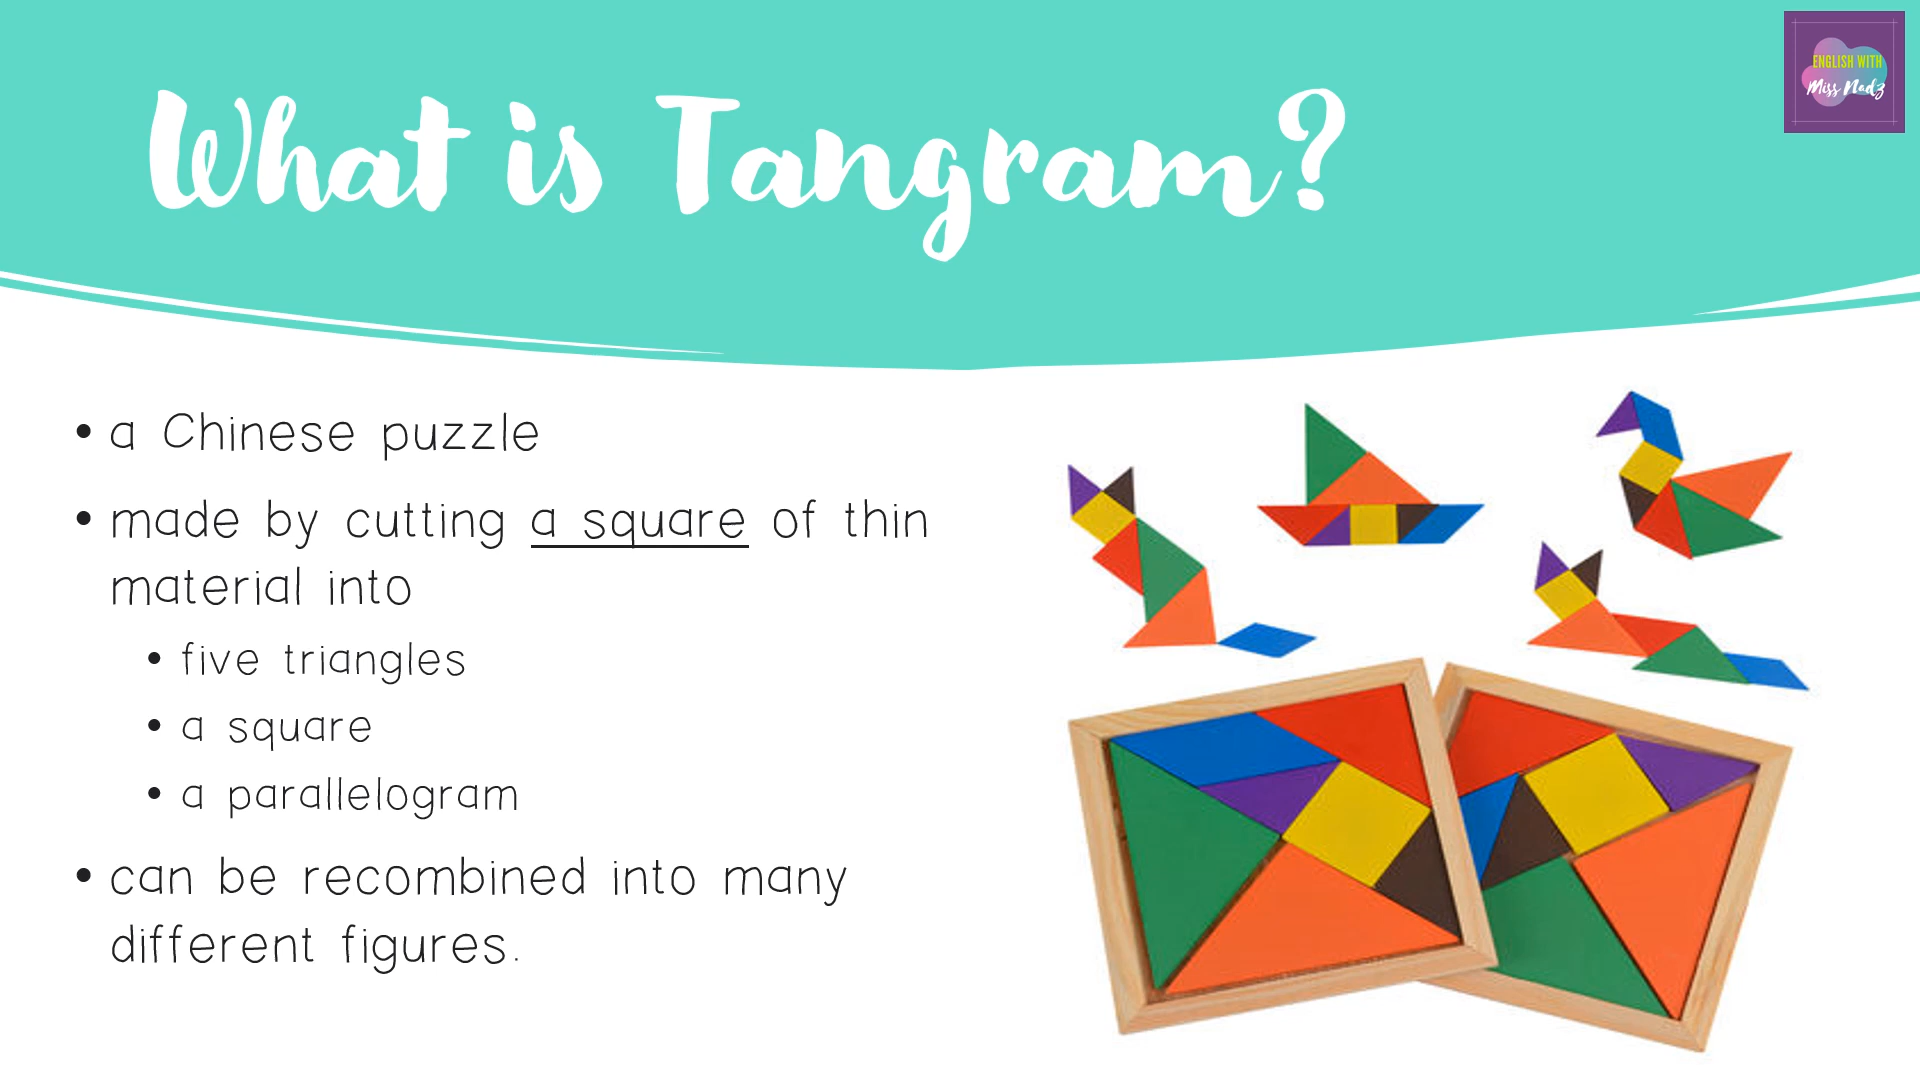 What is Tangram?
ENGLISH WITH
Miss Nadz
• a Chinese puzzle
• made by cutting a square of thin
material into
• five triangles
• a square
• a parallelogram
• can be recombined into many
different figures.